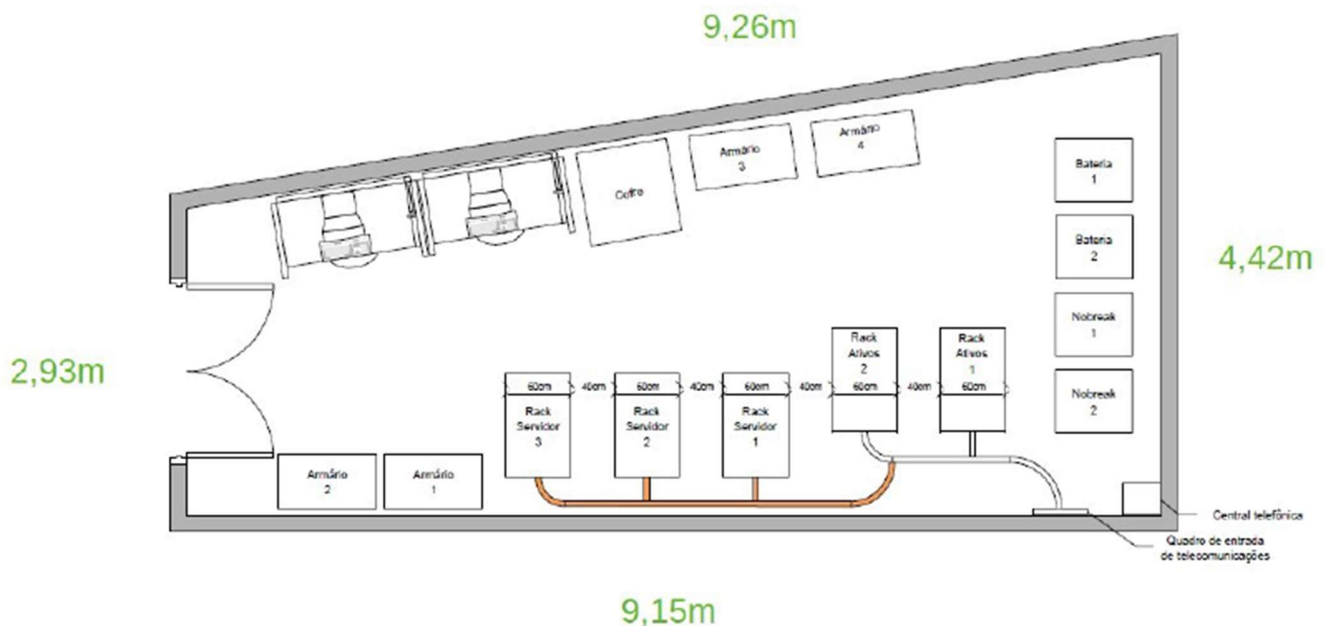 9,26m
Armário
4
Armário
3
Cofre
Bateria
1
Bateria
2
4,42m
Nobreak
1
Nobreak
2
Rack
Ativos
2
Rack
Ativos
1
2,93m
60cm
40cm
60cm
40cm
60cm
40cm
60cm
40cm
60cm
Rack
Servidor
3
Rack
Servidor
2
Rack
Servidor
1
Armário
2
Armário
1
Central telefônica
Quadro de entrada
de telecomunicações
9,15m